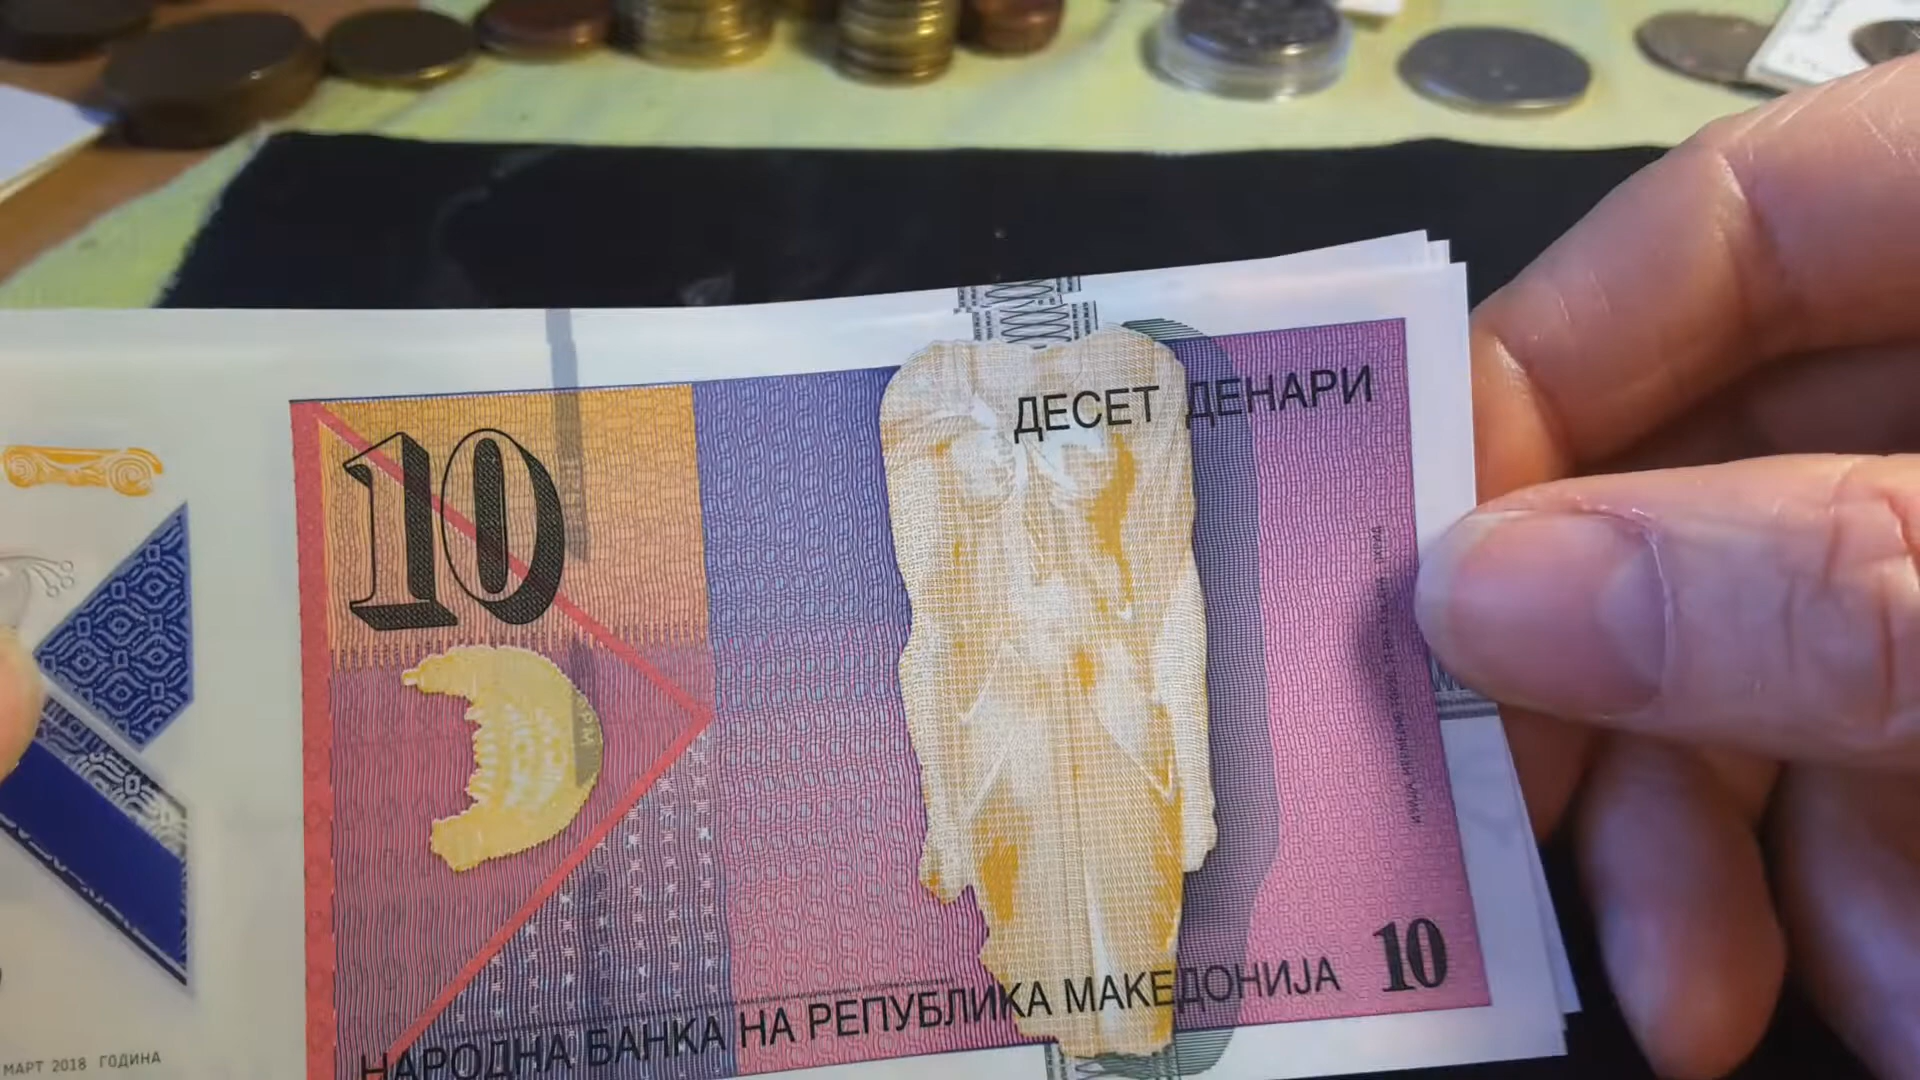 ДЕСЕТ ДЕНАРИ
10
НАРОДНА БАНКА НА РЕПУБЛИКА МАКЕДОНИЈА 10
МАРТ 2018 ГОДИНА